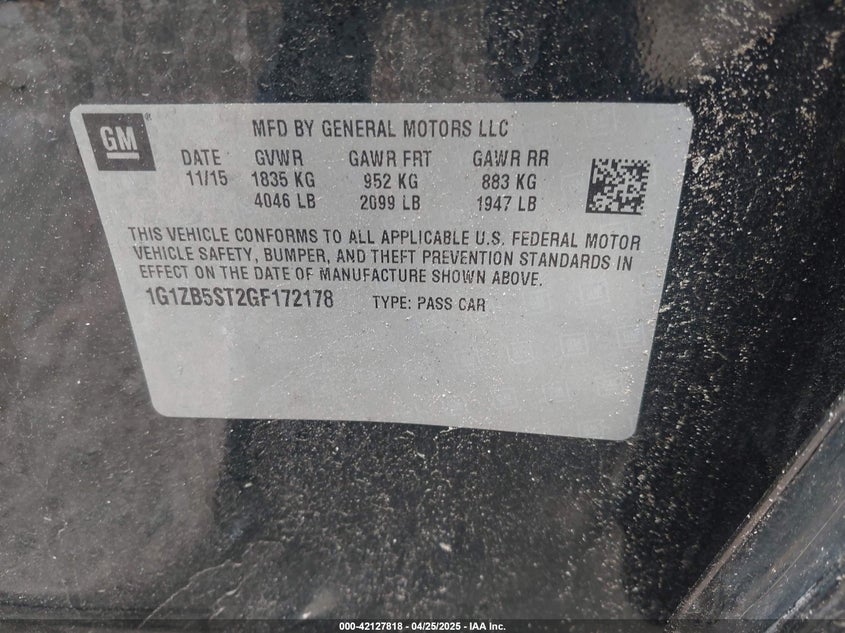 GM
MFD BY GENERAL MOTORS LLC
DATE GVWR GAWR FRT GAWR RR
11/15 1835 KG 952 KG 883 KG
4046 LB 2099 LB 1947 LB
THIS VEHICLE CONFORMS TO ALL APPLICABLE U.S. FEDERAL MOTOR
VEHICLE SAFETY, BUMPER, AND THEFT PREVENTION STANDARDS IN
EFFECT ON THE DATE OF MANUFACTURE SHOWN ABOVE.
1G1ZB5ST2GF172178 TYPE: PASS CAR
000-42127818 - 04/25/2025 - IAA Inc.